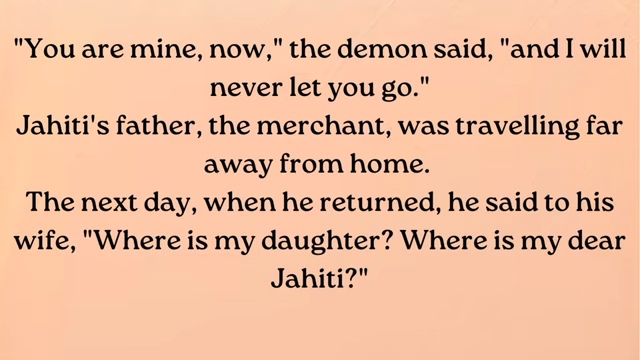 "You are mine, now," the demon said, "and I will
never let you go."
Jahiti's father, the merchant, was travelling far
away from home.
The next day, when he returned, he said to his
wife, "Where is my daughter? Where is my dear
Jahiti?"